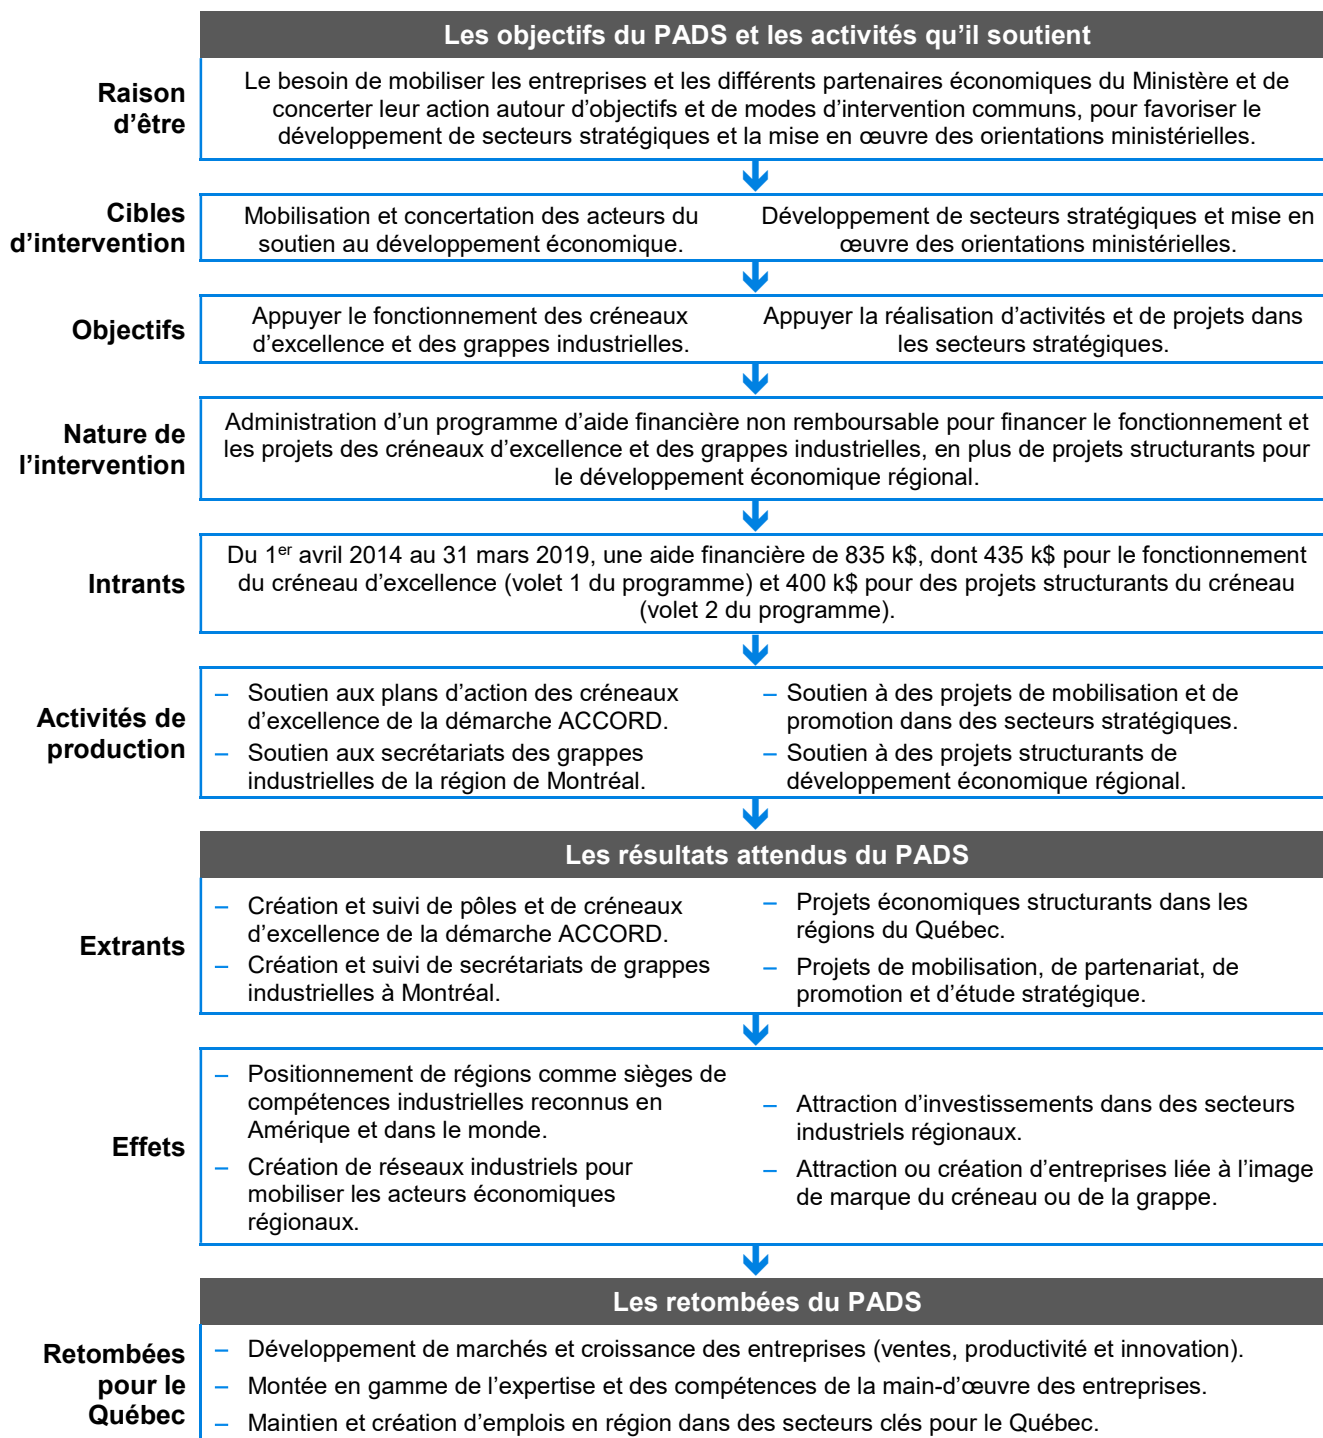 Les objectifs du PADS et les activités qu’il soutient
Raison
d’être
Le besoin de mobiliser les entreprises et les différents partenaires économiques du Ministère et de
concerter leur action autour d’objectifs et de modes d’intervention communs, pour favoriser le
développement de secteurs stratégiques et la mise en œuvre des orientations ministérielles.
Cibles
d’intervention
Mobilisation et concertation des acteurs du
soutien au développement économique.
Développement de secteurs stratégiques et mise en
œuvre des orientations ministérielles.
Objectifs
Appuyer le fonctionnement des créneaux
d’excellence et des grappes industrielles.
Appuyer la réalisation d’activités et de projets dans
les secteurs stratégiques.
Nature de
l’intervention
Administration d’un programme d’aide financière non remboursable pour financer le fonctionnement et
les projets des créneaux d’excellence et des grappes industrielles, en plus de projets structurants pour
le développement économique régional.
Intrants
Du 1er avril 2014 au 31 mars 2019, une aide financière de 835 k$, dont 435 k$ pour le fonctionnement
du créneau d’excellence (volet 1 du programme) et 400 k$ pour des projets structurants du créneau
(volet 2 du programme).
Activités de
production
– Soutien aux plans d’action des créneaux
d’excellence de la démarche ACCORD.
– Soutien aux secrétariats des grappes
industrielles de la région de Montréal.
– Soutien à des projets de mobilisation et de
promotion dans des secteurs stratégiques.
– Soutien à des projets structurants de
développement économique régional.
Les résultats attendus du PADS
Extrants
– Création et suivi de pôles et de créneaux
d’excellence de la démarche ACCORD.
– Création et suivi de secrétariats de grappes
industrielles à Montréal.
– Projets économiques structurants dans les
régions du Québec.
– Projets de mobilisation, de partenariat, de
promotion et d’étude stratégique.
Effets
– Positionnement de régions comme sièges de
compétences industrielles reconnus en
Amérique et dans le monde.
– Création de réseaux industriels pour
mobiliser les acteurs économiques
régionaux.
– Attraction d’investissements dans des secteurs
industriels régionaux.
– Attraction ou création d’entreprises liée à l’image
de marque du créneau ou de la grappe.
Les retombées du PADS
Retombées
pour le
Québec
– Développement de marchés et croissance des entreprises (ventes, productivité et innovation).
– Montée en gamme de l’expertise et des compétences de la main-d’œuvre des entreprises.
– Maintien et création d’emplois en région dans des secteurs clés pour le Québec.